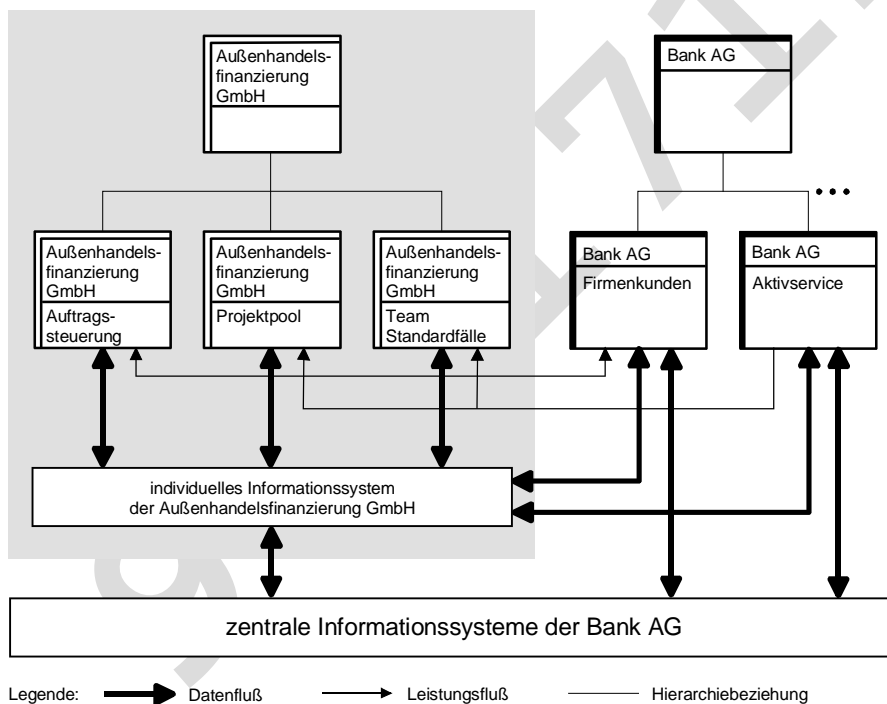 Außenhandels-
finanzierung
GmbH
Bank AG
...
Außenhandels-
finanzierung
GmbH
Auftrags-
steuerung
Außenhandels-
finanzierung
GmbH
Projektpool
Außenhandels-
finanzierung
GmbH
Team
Standardfälle
Bank AG
Firmenkunden
Bank AG
Aktivservice
individuelles Informationssystem
der Außenhandelsfinanzierung GmbH
zentrale Informationssysteme der Bank AG
Legende: Datenfluß Leistungsfluß Hierarchiebeziehung